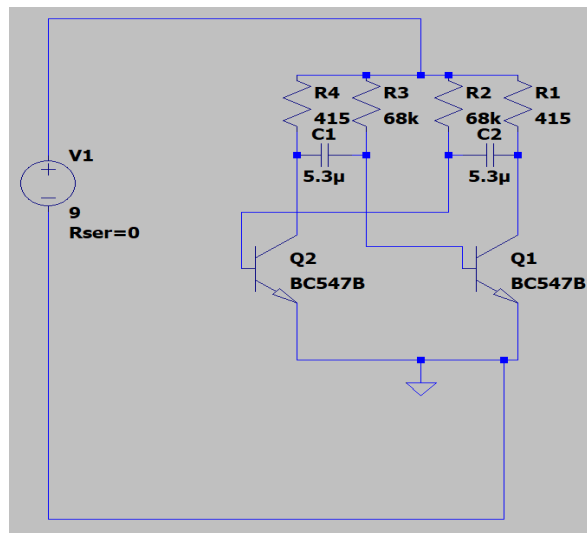 R4
415
R3
68k
R2
68k
R1
415
C1
5.3µ
C2
5.3µ
V1
9
Rser=0
Q2
BC547B
Q1
BC547B